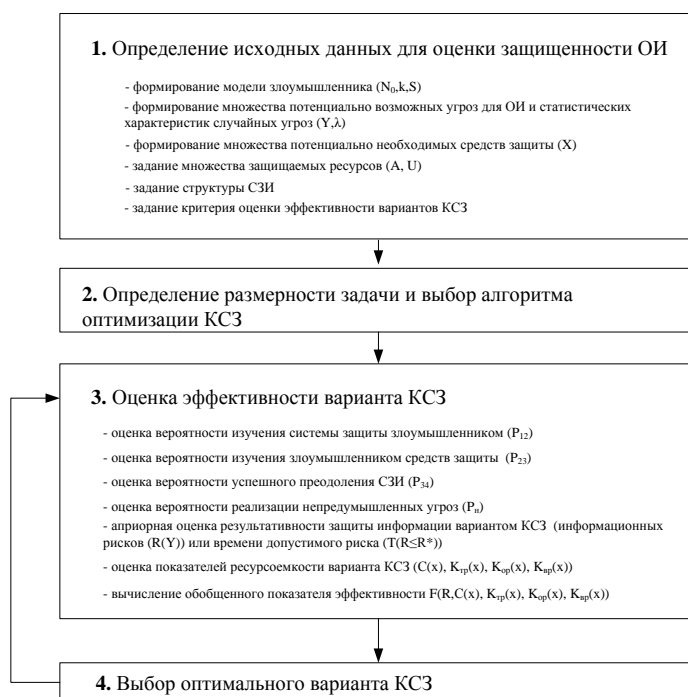 1. Определение исходных данных для оценки защищенности ОИ
- формирование модели злоумышленника (N₀,k,S)
- формирование множества потенциально возможных угроз для ОИ и статистических
характеристик случайных угроз (Y,λ)
- формирование множества потенциально необходимых средств защиты (X)
- задание множества защищаемых ресурсов (A, U)
- задание структуры СЗИ
- задание критерия оценки эффективности вариантов КСЗ
2. Определение размерности задачи и выбор алгоритма
оптимизации КСЗ
3. Оценка эффективности варианта КСЗ
- оценка вероятности изучения системы защиты злоумышленником (P₁₂)
- оценка вероятности изучения злоумышленником средств защиты (P₂₃)
- оценка вероятности успешного преодоления СЗИ (P₃₄)
- оценка вероятности реализации непредумышленных угроз (Pн)
- априорная оценка результативности защиты информации вариантом КСЗ (информационных
рисков (R(Y)) или времени допустимого риска (T(R≤R*))
- оценка показателей ресурсоемкости варианта КСЗ (C(x), Kтр(x), Kор(x), Kвр(x))
- вычисление обобщенного показателя эффективности F(R,C(x), Kтр(x), Kор(x), Kвр(x))
4. Выбор оптимального варианта КСЗ